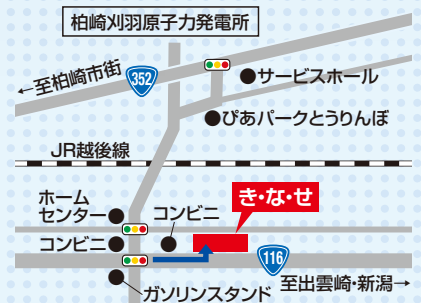 柏崎刈羽原子力発電所
←至柏崎市街
352
サービスホール
ぴあパークとうりんぼ
JR越後線
ホーム
センター
コンビニ
き・な・せ
コンビニ
116
至出雲崎・新潟→
ガソリンスタンド